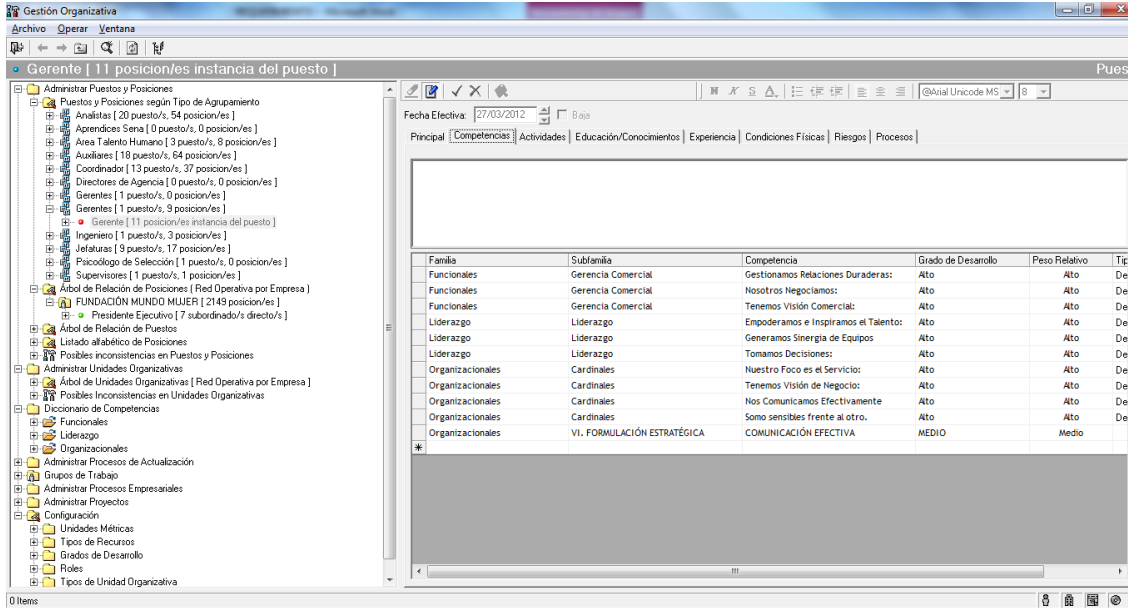 Gestión Organizativa
Archivo Operar Ventana
Gerente [ 11 posicion/es instancia del puesto ] Pues
Administrar Puestos y Posiciones
Puestos y Posiciones según Tipo de Agrupamiento
Analistas [ 20 puesto/s, 54 posicion/es ]
Aprendices Sena [ 0 puesto/s, 0 posicion/es ]
Area Talento Humano [ 3 puesto/s, 8 posicion/es ]
Auxiliares [ 18 puesto/s, 64 posicion/es ]
Coordinador [ 13 puesto/s, 37 posicion/es ]
Directores de Agencia [ 0 puesto/s, 0 posicion/es ]
Gerentes [ 1 puesto/s, 0 posicion/es ]
Gerentes [ 1 puesto/s, 9 posicion/es ]
Gerente [ 11 posicion/es instancia del puesto ]
Ingeniero [ 1 puesto/s, 3 posicion/es ]
Jefaturas [ 9 puesto/s, 17 posicion/es ]
Psicoólogo de Selección [ 1 puesto/s, 0 posicion/es ]
Supervisores [ 1 puesto/s, 1 posicion/es ]
Árbol de Relación de Posiciones ( Red Operativa por Empresa )
FUNDACIÓN MUNDO MUJER [ 2149 posicion/es ]
Presidente Ejecutivo [ 7 subordinado/s directo/s ]
Árbol de Relación de Puestos
Listado alfabético de Posiciones
Posibles inconsistencias en Puestos y Posiciones
Administrar Unidades Organizativas
Árbol de Unidades Organizativas [ Red Operativa por Empresa ]
Posibles Inconsistencias en Unidades Organizativas
Diccionario de Competencias
Funcionales
Liderazgo
Organizacionales
Administrar Procesos de Actualización
Grupos de Trabajo
Administrar Procesos Empresariales
Administrar Proyectos
Configuración
Unidades Métricas
Tipos de Recursos
Grados de Desarrollo
Roles
Tipos de Unidad Organizativa
N K S A @Arial Unicode MS 8
Fecha Efectiva: 27/03/2012 Baja
Principal Competencias Actividades Educación/Conocimientos Experiencia Condiciones Físicas Riesgos Procesos
Familia Subfamilia Competencia Grado de Desarrollo Peso Relativo Tip
Funcionales Gerencia Comercial Gestionamos Relaciones Duraderas: Alto Alto De
Funcionales Gerencia Comercial Nosotros Negociamos: Alto Alto De
Funcionales Gerencia Comercial Tenemos Visión Comercial: Alto Alto De
Liderazgo Liderazgo Empoderamos e Inspiramos el Talento: Alto Alto De
Liderazgo Liderazgo Generamos Sinergia de Equipos Alto Alto De
Liderazgo Liderazgo Tomamos Decisiones: Alto Alto De
Organizacionales Cardinales Nuestro Foco es el Servicio: Alto Alto De
Organizacionales Cardinales Tenemos Visión de Negocio: Alto Alto De
Organizacionales Cardinales Nos Comunicamos Efectivamente Alto Alto De
Organizacionales Cardinales Somo sensibles frente al otro. Alto Alto De
Organizacionales VI. FORMULACIÓN ESTRATÉGICA COMUNICACIÓN EFECTIVA MEDIO Medio
0 Items